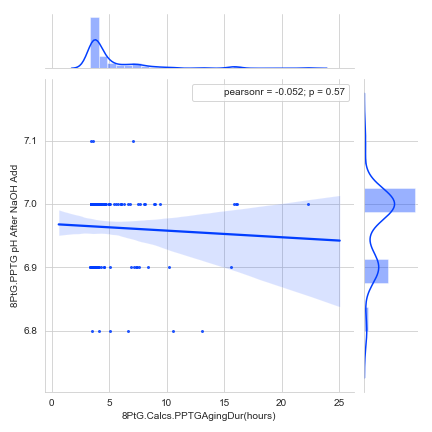 pearsonr = -0.052; p = 0.57
7.1
7.0
6.9
6.8
8PtG.PPTG pH After NaOH Add
0 5 10 15 20 25
8PtG.Calcs.PPTGAgingDur(hours)